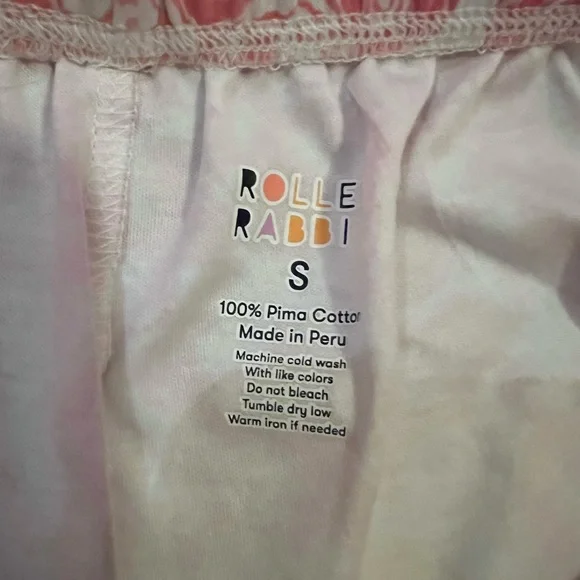 ROLLE
RABBI
S
100% Pima Cotto
Made in Peru
Machine cold wash
With like colors
Do not bleach
Tumble dry low
Warm iron if needed